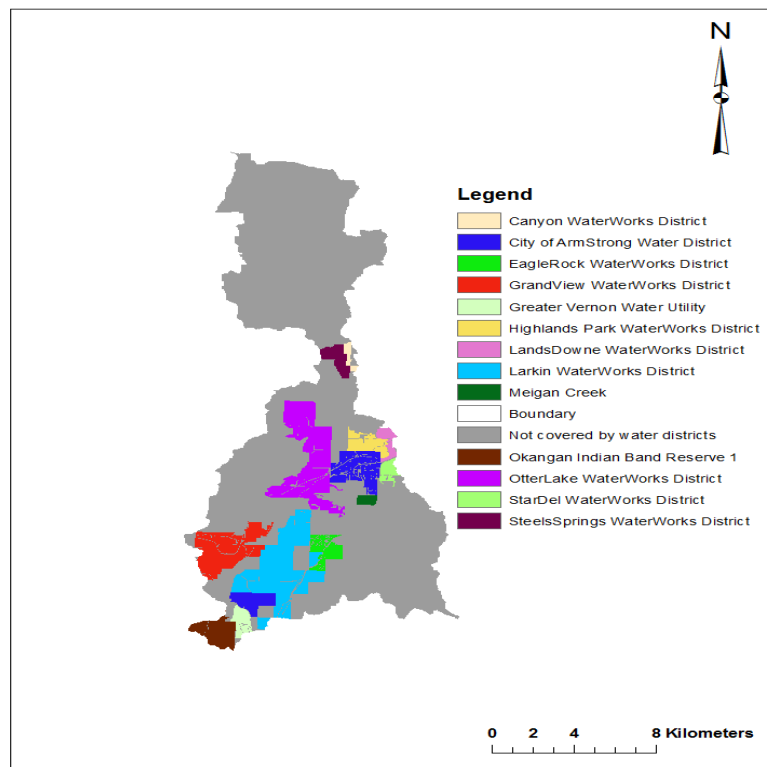 N
Legend
Canyon WaterWorks District
City of ArmStrong Water District
EagleRock WaterWorks District
GrandView WaterWorks District
Greater Vernon Water Utility
Highlands Park WaterWorks District
LandsDowne WaterWorks District
Larkin WaterWorks District
Meigan Creek
Boundary
Not covered by water districts
Okangan Indian Band Reserve 1
OtterLake WaterWorks District
StarDel WaterWorks District
SteelsSprings WaterWorks District
0 2 4 8 Kilometers